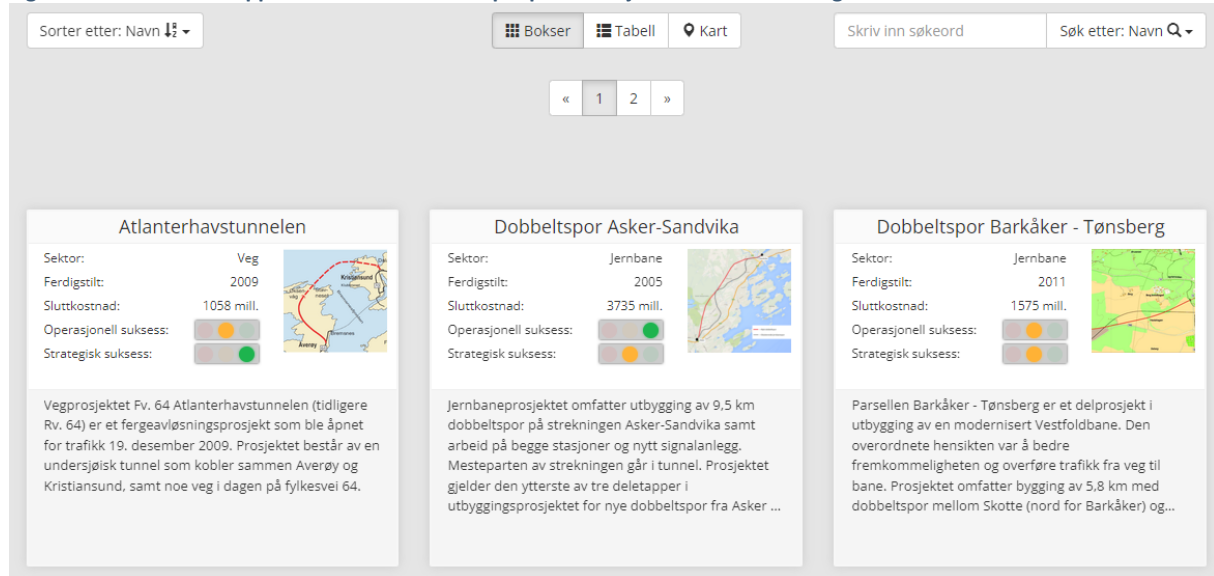 Sorter etter: Navn
Bokser
Tabell
Kart
Skriv inn søkeord
Søk etter: Navn
« 1 2 »
Atlanterhavstunnelen
Sektor: Veg
Ferdigstilt: 2009
Sluttkostnad: 1058 mill.
Operasjonell suksess:
Strategisk suksess:
Kristiansund
Averøy
Vegprosjektet Fv. 64 Atlanterhavstunnelen (tidligere
Rv. 64) er et fergeavløsningsprosjekt som ble åpnet
for trafikk 19. desember 2009. Prosjektet består av en
undersjøisk tunnel som kobler sammen Averøy og
Kristiansund, samt noe veg i dagen på fylkesvei 64.
Dobbeltspor Asker-Sandvika
Sektor: Jernbane
Ferdigstilt: 2005
Sluttkostnad: 3735 mill.
Operasjonell suksess:
Strategisk suksess:
Jernbaneprosjektet omfatter utbygging av 9,5 km
dobbeltspor på strekningen Asker-Sandvika samt
arbeid på begge stasjoner og nytt signalanlegg.
Mesteparten av strekningen går i tunnel. Prosjektet
gjelder den ytterste av tre deletapper i
utbyggingsprosjektet for nye dobbeltspor fra Asker ...
Dobbeltspor Barkåker - Tønsberg
Sektor: Jernbane
Ferdigstilt: 2011
Sluttkostnad: 1575 mill.
Operasjonell suksess:
Strategisk suksess:
Parsellen Barkåker - Tønsberg er et delprosjekt i
utbygging av en modernisert Vestfoldbane. Den
overordnete hensikten var å bedre
fremkommeligheten og overføre trafikk fra veg til
bane. Prosjektet omfatter bygging av 5,8 km med
dobbeltspor mellom Skotte (nord for Barkåker) og...